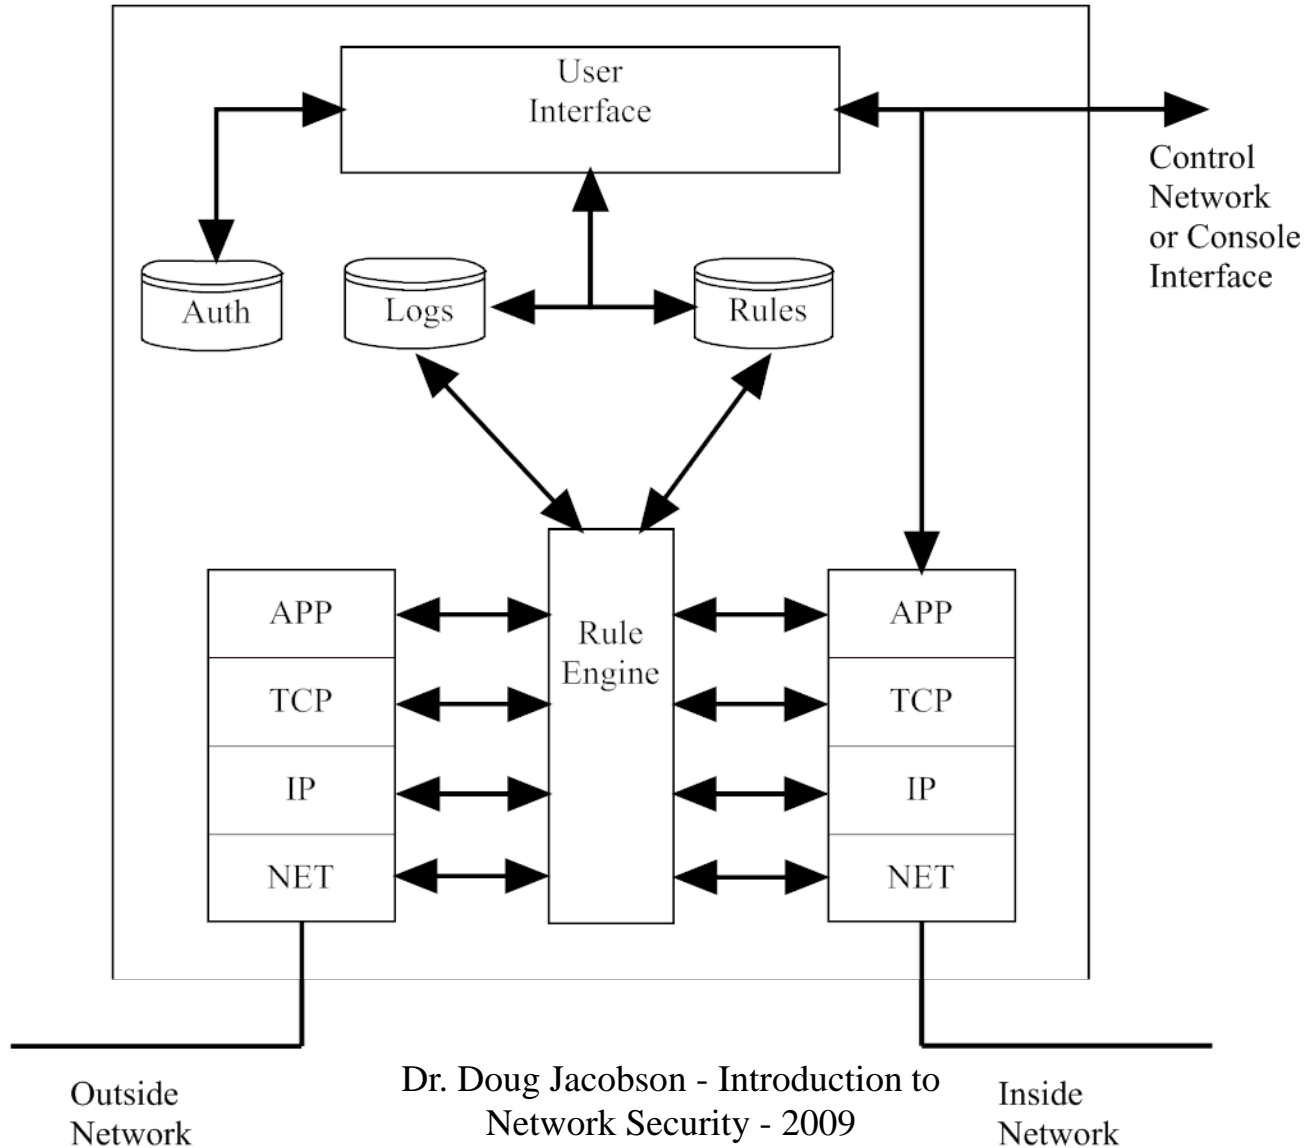 User
Interface
Control
Network
or Console
Interface
Auth
Logs
Rules
APP
TCP
IP
NET
Rule
Engine
APP
TCP
IP
NET
Outside
Network
Dr. Doug Jacobson - Introduction to
Network Security - 2009
Inside
Network